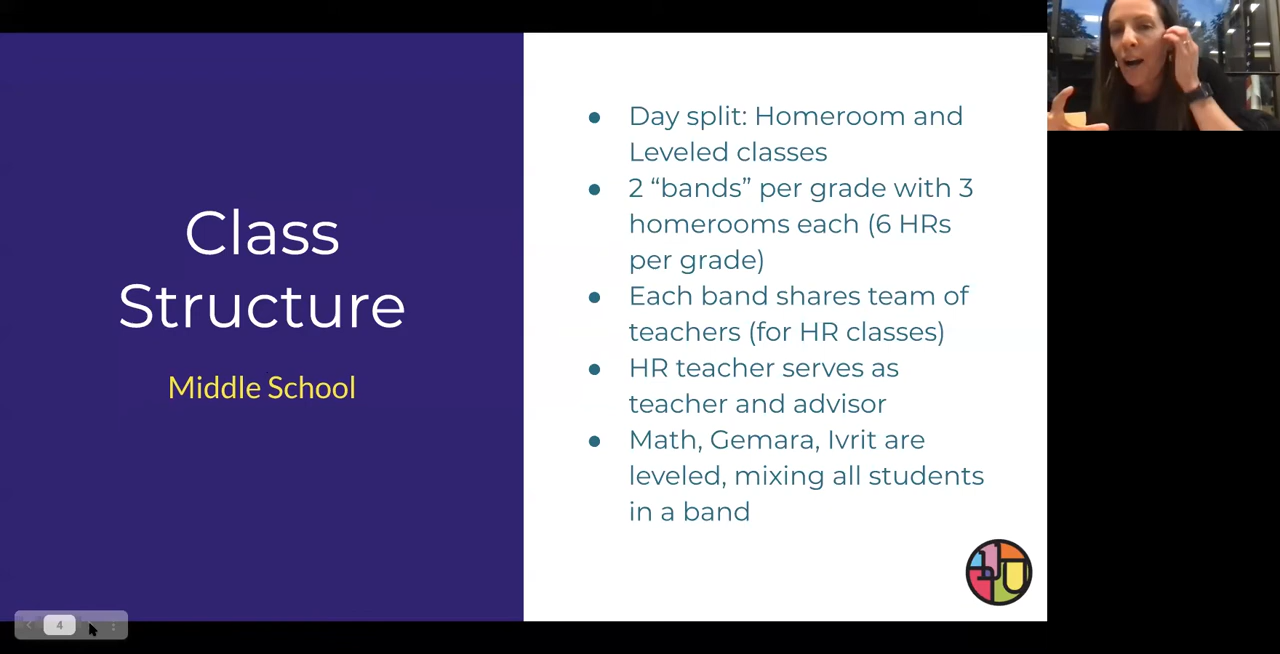 Class
Structure
Middle School
● Day split: Homeroom and
Leveled classes
● 2 “bands” per grade with 3
homerooms each (6 HRs
per grade)
● Each band shares team of
teachers (for HR classes)
● HR teacher serves as
teacher and advisor
● Math, Gemara, Ivrit are
leveled, mixing all students
in a band
4